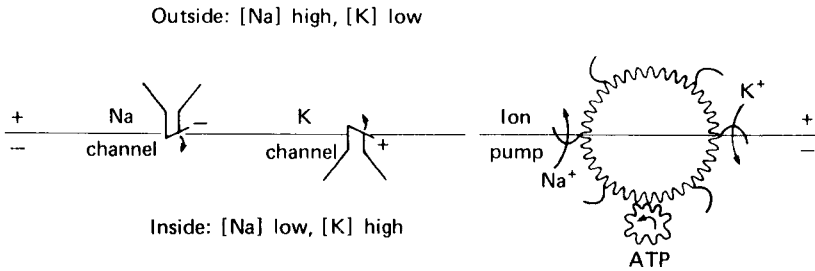 Outside: [Na] high, [K] low
+ Na − K Ion K⁺ +
− channel channel + pump −
Na⁺
Inside: [Na] low, [K] high
ATP